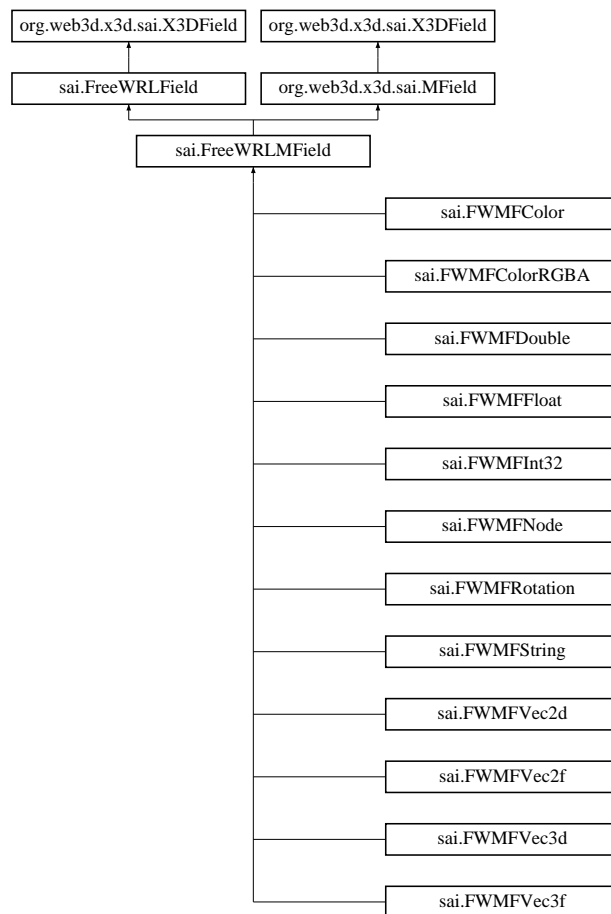 org.web3d.x3d.sai.X3DField
org.web3d.x3d.sai.X3DField
sai.FreeWRLField
org.web3d.x3d.sai.MField
sai.FreeWRLMField
sai.FWMFColor
sai.FWMFColorRGBA
sai.FWMFDouble
sai.FWMFFloat
sai.FWMFInt32
sai.FWMFNode
sai.FWMFRotation
sai.FWMFString
sai.FWMFVec2d
sai.FWMFVec2f
sai.FWMFVec3d
sai.FWMFVec3f